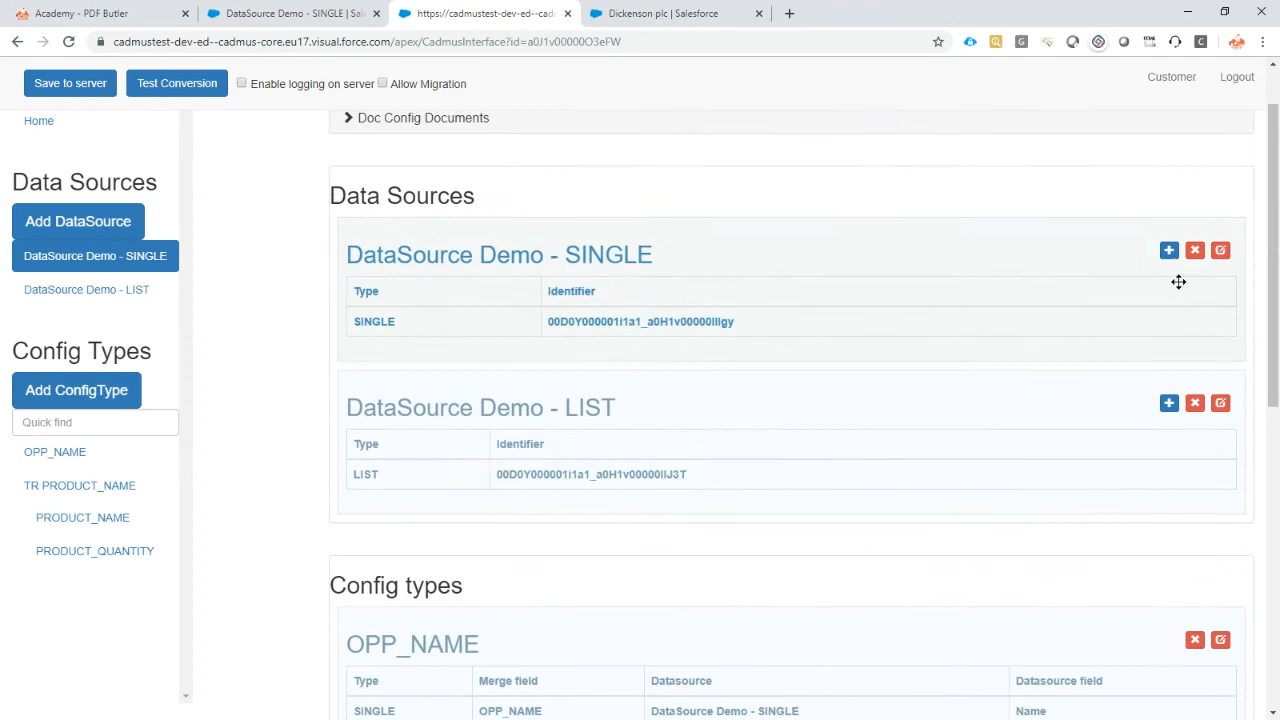 Academy - PDF Butler
DataSource Demo - SINGLE | Sal
https://cadmustest-dev-ed--cadm
Dickenson plc | Salesforce
cadmustest-dev-ed--cadmus-core.eu17.visual.force.com/apex/CadmusInterface?id=a0J1v00000O3eFW
Save to server
Test Conversion
Enable logging on server
Allow Migration
Customer
Logout
Home
Doc Config Documents
Data Sources
Add DataSource
DataSource Demo - SINGLE
DataSource Demo - LIST
Config Types
Add ConfigType
Quick find
OPP_NAME
TR PRODUCT_NAME
PRODUCT_NAME
PRODUCT_QUANTITY
Data Sources
DataSource Demo - SINGLE
Type Identifier
SINGLE
DataSource Demo - LIST
Type Identifier
LIST
Config types
OPP_NAME
Type Merge field Datasource Datasource field
SINGLE OPP_NAME DataSource Demo - SINGLE Name